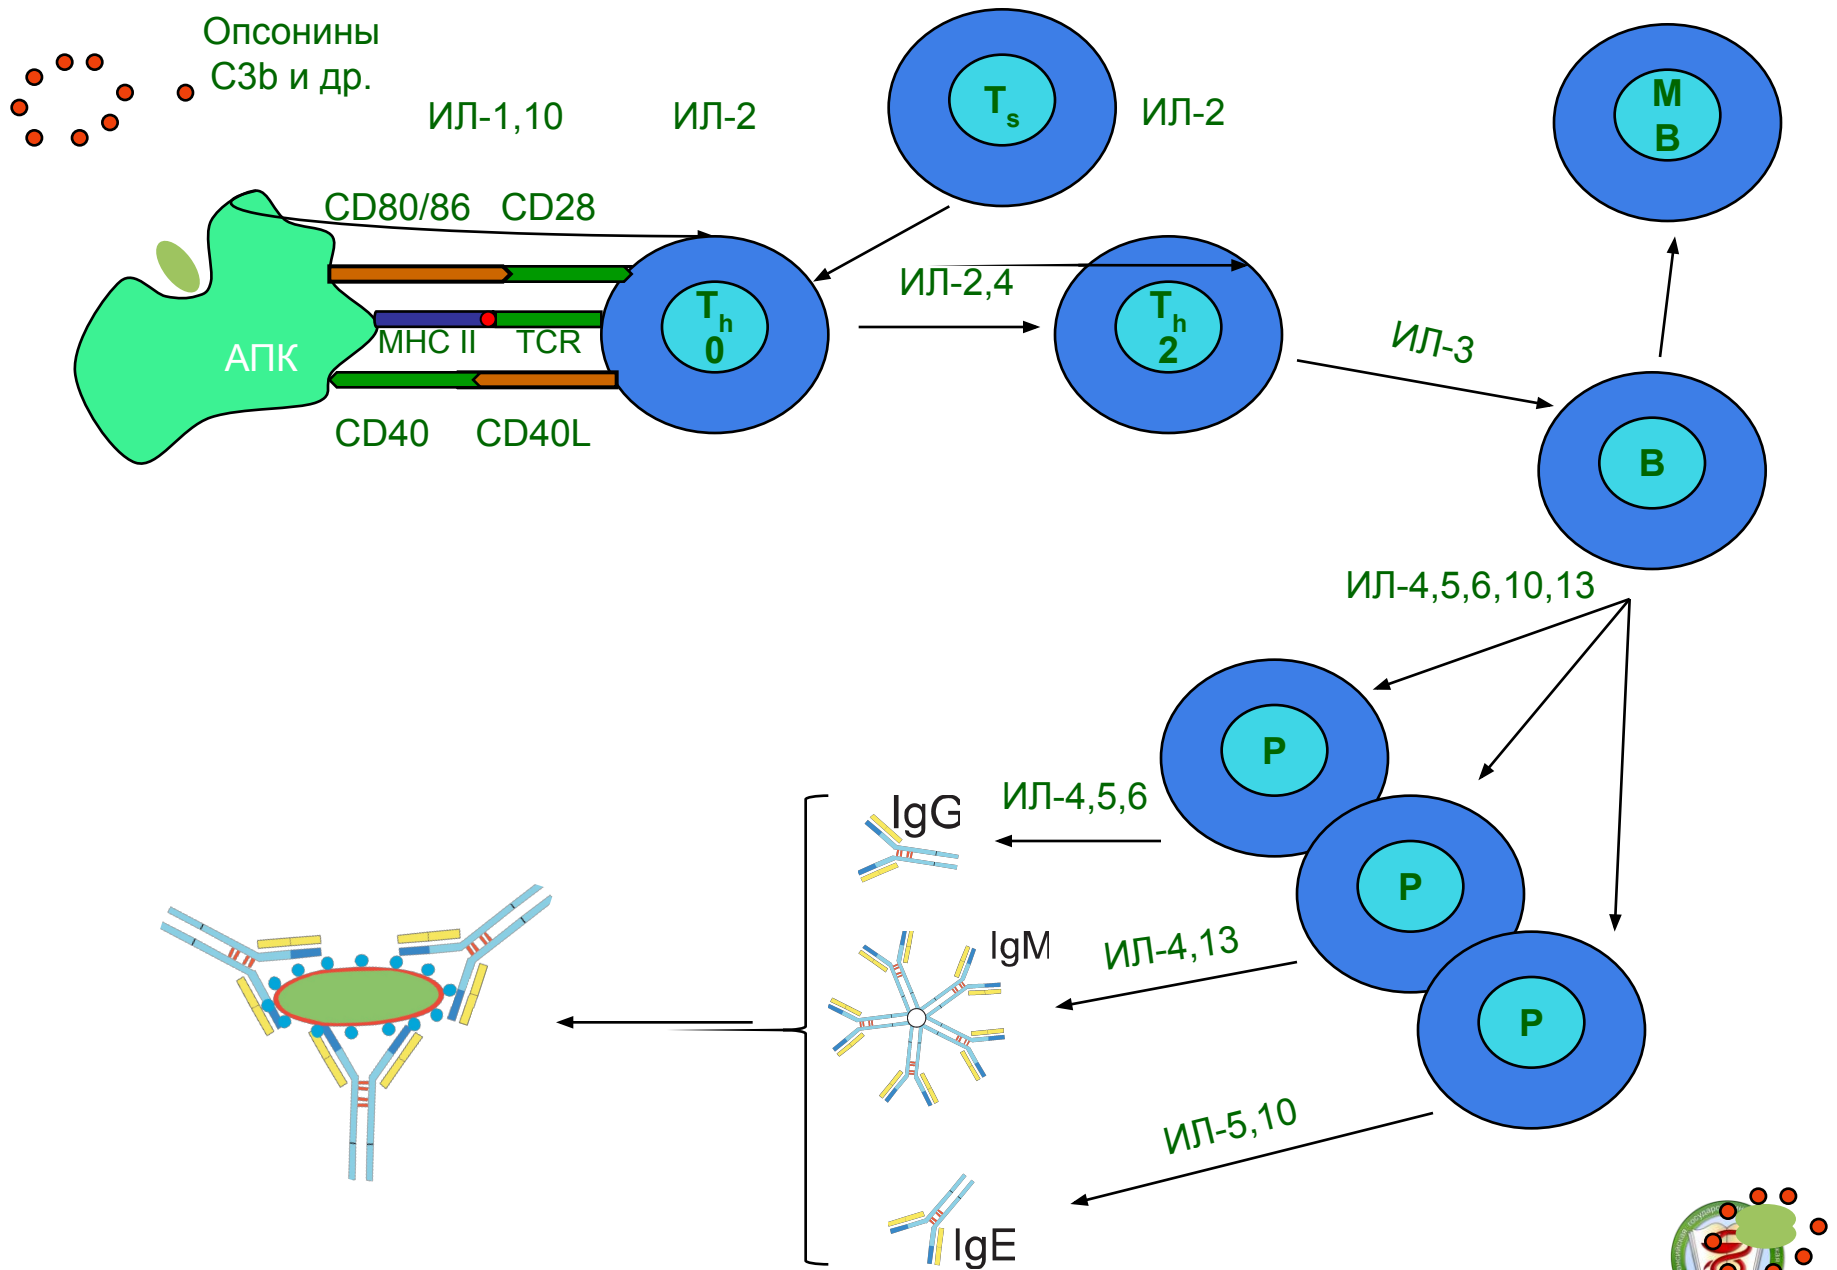 Опсонины
С3b и др.
ИЛ-1,10
ИЛ-2
Ts
ИЛ-2
М
В
CD80/86
CD28
ИЛ-2,4
Th
0
Th
2
MHC II
TCR
АПК
ИЛ-3
CD40
CD40L
В
ИЛ-4,5,6,10,13
Р
ИЛ-4,5,6
IgG
Р
IgM
ИЛ-4,13
Р
ИЛ-5,10
IgE